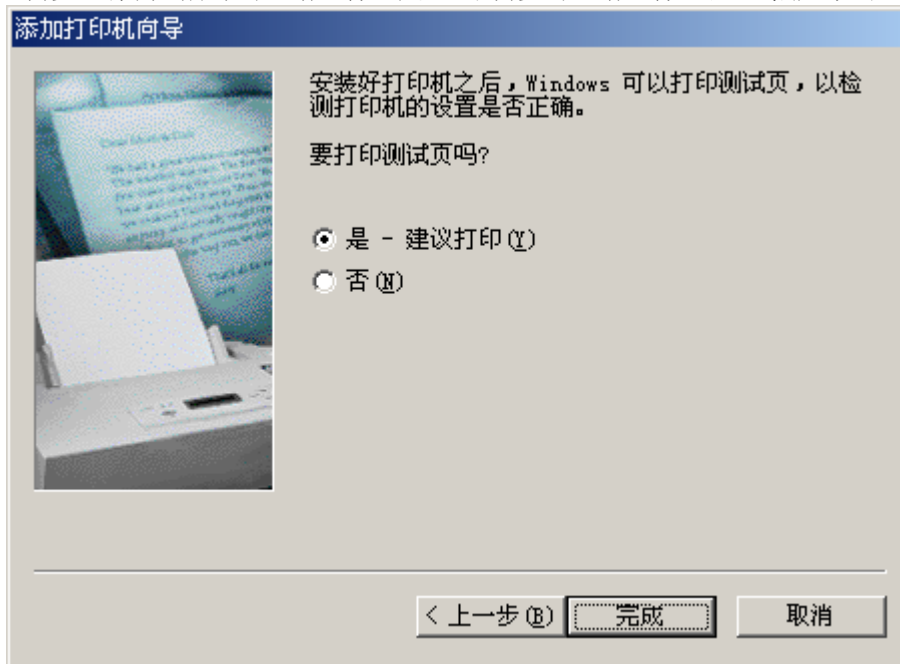 添加打印机向导
安装好打印机之后，Windows 可以打印测试页，以检
测打印机的设置是否正确。
要打印测试页吗?
是 - 建议打印(Y)
否(N)
< 上一步(B)
完成
取消